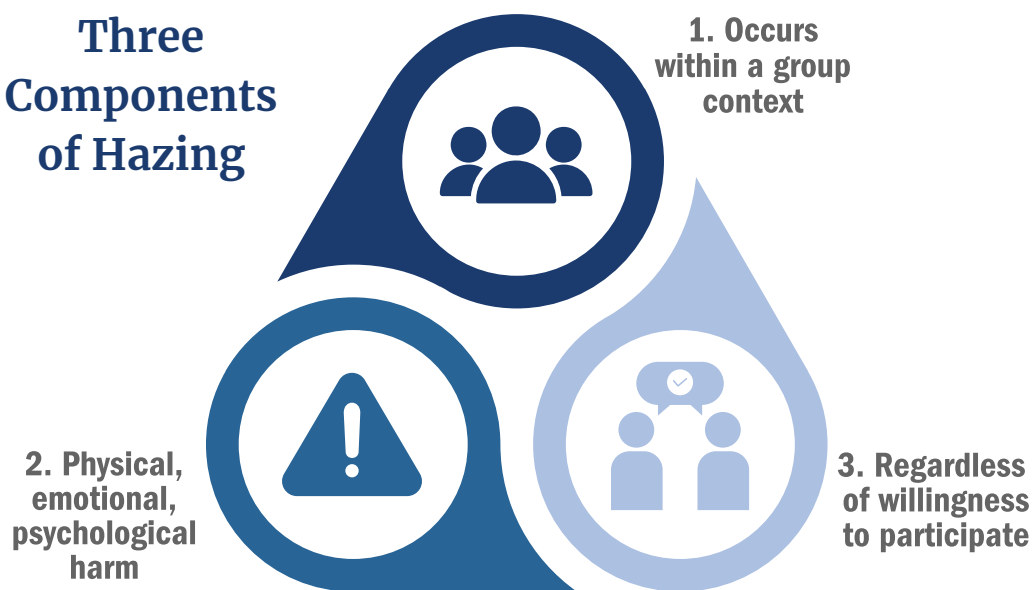 Three
Components
of Hazing
1. Occurs
within a group
context
2. Physical,
emotional,
psychological
harm
3. Regardless
of willingness
to participate